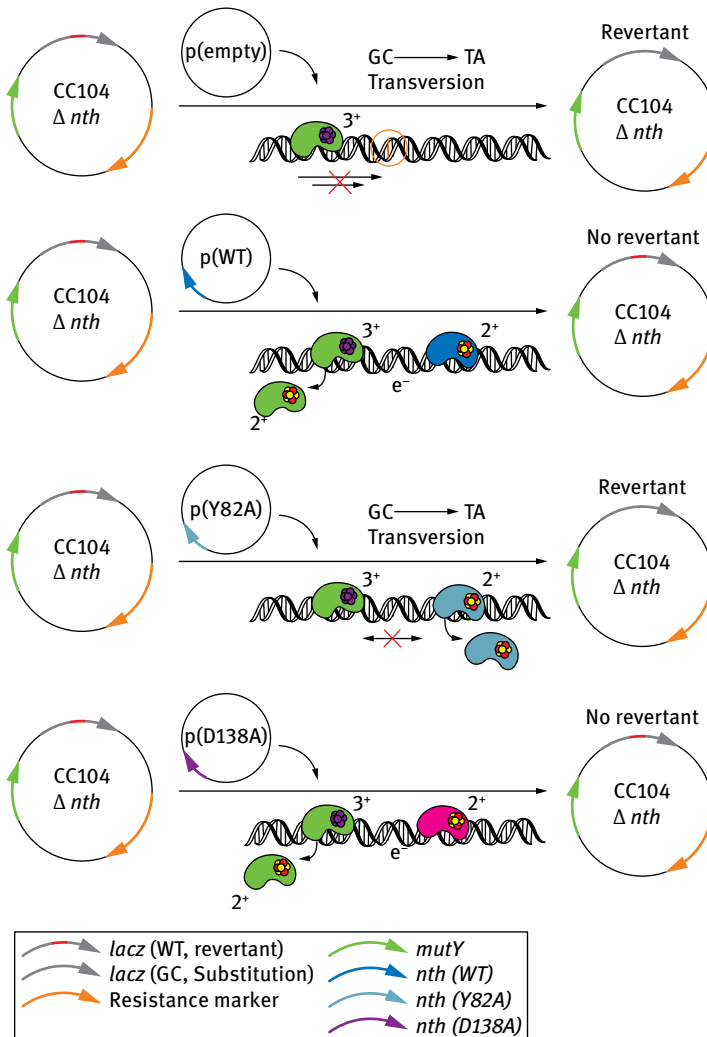 p(empty)
GC → TA
Transversion
Revertant
CC104
Δ nth
3+
CC104
Δ nth
p(WT)
No revertant
CC104
Δ nth
3+
2+
e−
2+
CC104
Δ nth
p(Y82A)
GC → TA
Transversion
Revertant
CC104
Δ nth
3+
2+
CC104
Δ nth
p(D138A)
No revertant
CC104
Δ nth
3+
2+
e−
2+
CC104
Δ nth
lacz (WT, revertant)
lacz (GC, Substitution)
Resistance marker
mutY
nth (WT)
nth (Y82A)
nth (D138A)